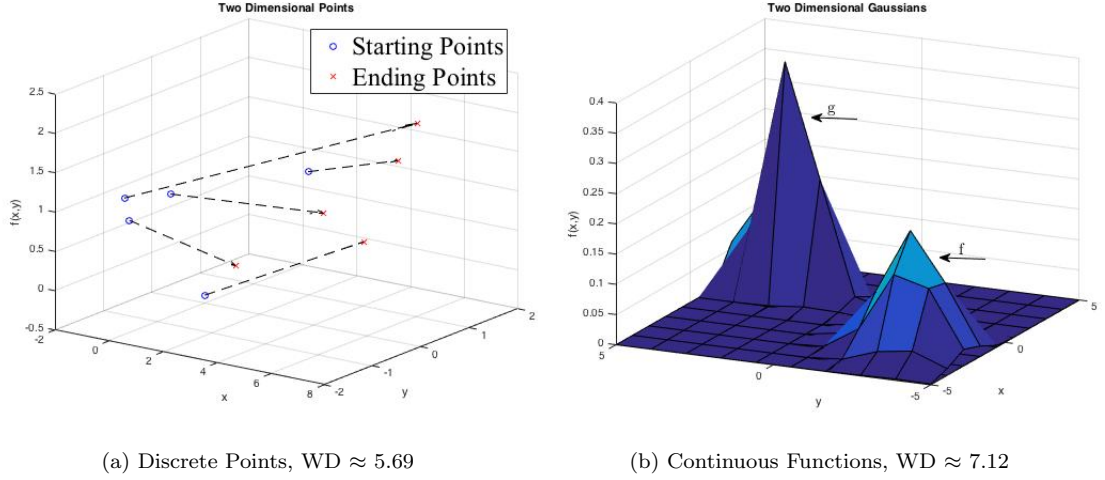 Two Dimensional Points
Starting Points
Ending Points
2.5
2
1.5
1
0.5
0
-0.5
f(x,y)
-2
0
2
4
6
8
x
-2
-1
0
1
2
y
Two Dimensional Gaussians
0.4
0.35
0.3
0.25
0.2
0.15
0.1
0.05
0
f(x,y)
g
f
5
0
-5
y
-5
0
5
x
(a) Discrete Points, WD ≈ 5.69
(b) Continuous Functions, WD ≈ 7.12